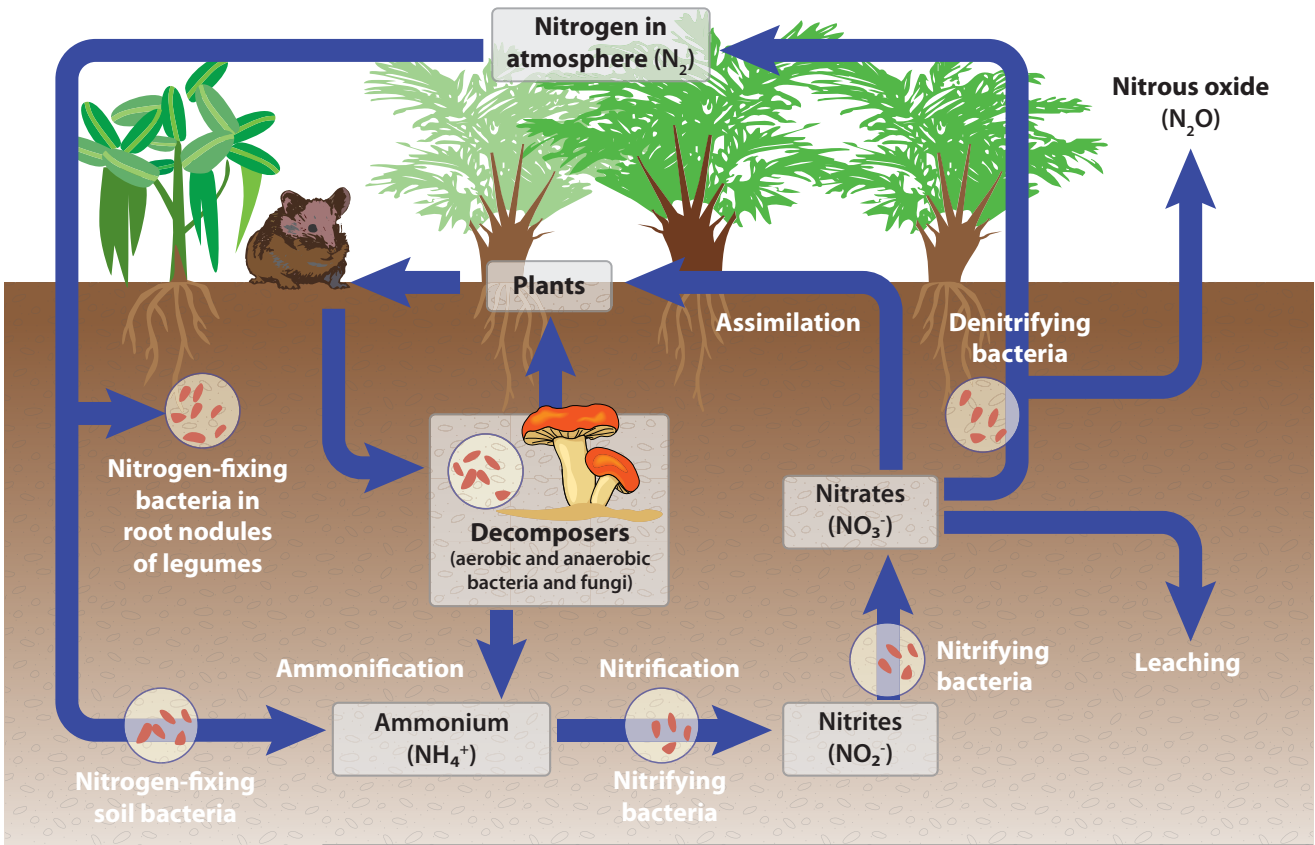 Nitrogen in
atmosphere (N₂)
Nitrous oxide
(N₂O)
Plants
Assimilation
Denitrifying
bacteria
Nitrogen-fixing
bacteria in
root nodules
of legumes
Decomposers
(aerobic and anaerobic
bacteria and fungi)
Nitrates
(NO₃⁻)
Ammonification
Nitrification
Nitrifying
bacteria
Leaching
Ammonium
(NH₄⁺)
Nitrites
(NO₂⁻)
Nitrogen-fixing
soil bacteria
Nitrifying
bacteria